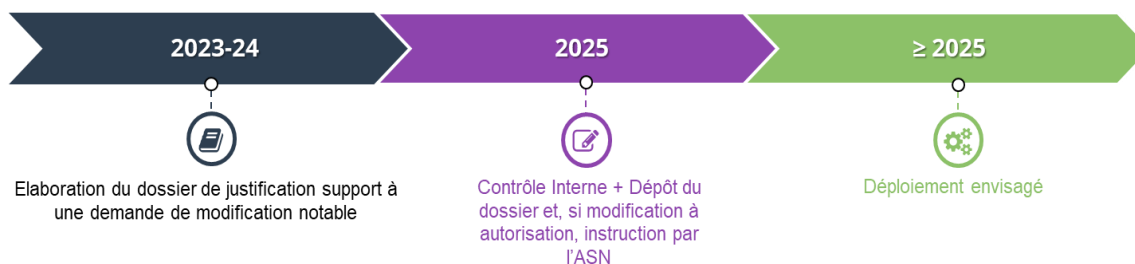 2023-24
2025
≥ 2025
Elaboration du dossier de justification support à
une demande de modification notable
Contrôle Interne + Dépôt du
dossier et, si modification à
autorisation, instruction par
l'ASN
Déploiement envisagé